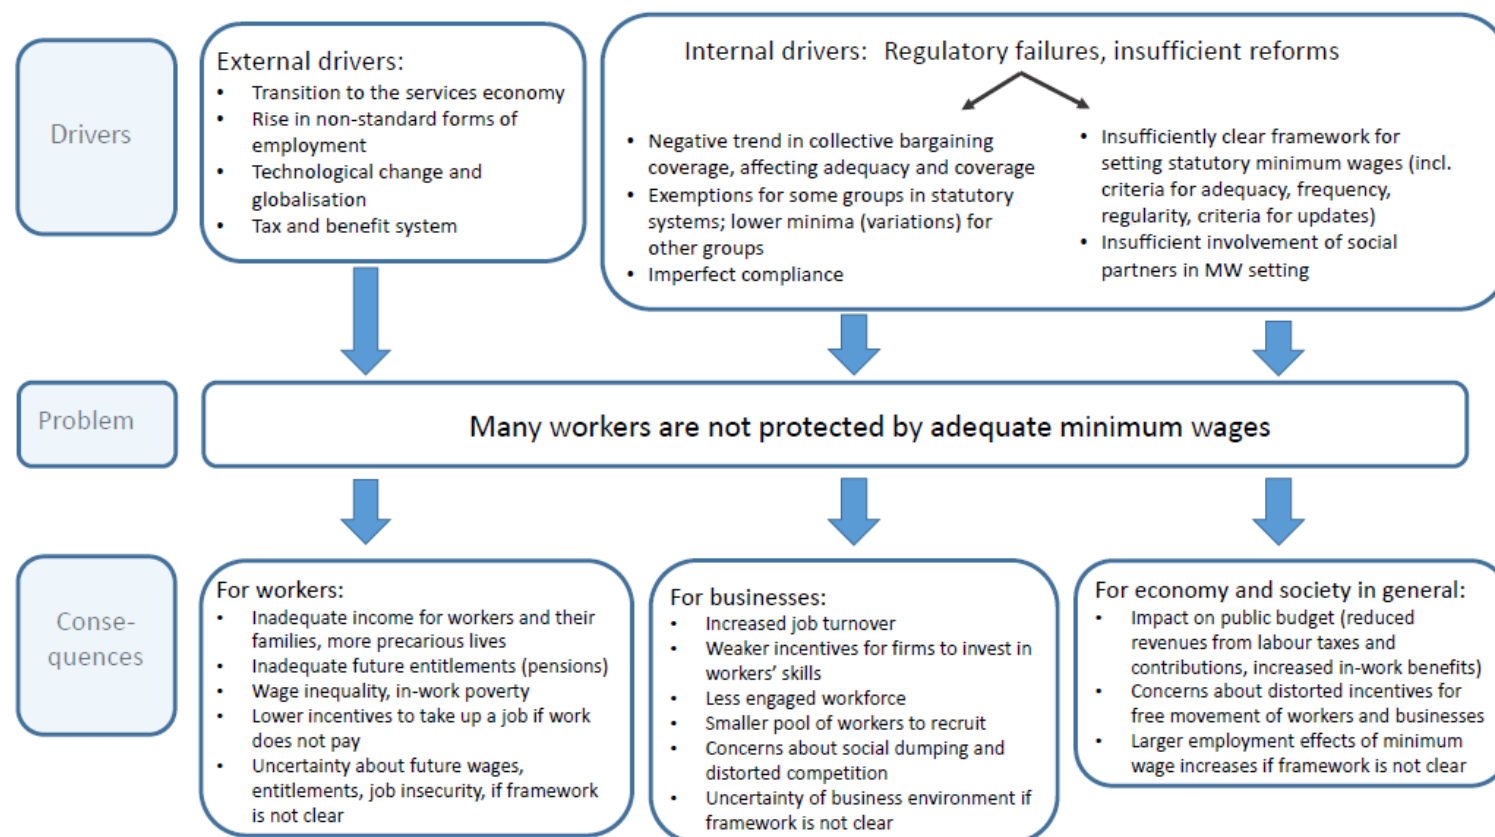 Drivers
External drivers:
• Transition to the services economy
• Rise in non-standard forms of
employment
• Technological change and
globalisation
• Tax and benefit system
Internal drivers: Regulatory failures, insufficient reforms
• Negative trend in collective bargaining
coverage, affecting adequacy and coverage
• Exemptions for some groups in statutory
systems; lower minima (variations) for
other groups
• Imperfect compliance
• Insufficiently clear framework for
setting statutory minimum wages (incl.
criteria for adequacy, frequency,
regularity, criteria for updates)
• Insufficient involvement of social
partners in MW setting
Problem
Many workers are not protected by adequate minimum wages
Conse-
quences
For workers:
• Inadequate income for workers and their
families, more precarious lives
• Inadequate future entitlements (pensions)
• Wage inequality, in-work poverty
• Lower incentives to take up a job if work
does not pay
• Uncertainty about future wages,
entitlements, job insecurity, if framework
is not clear
For businesses:
• Increased job turnover
• Weaker incentives for firms to invest in
workers’ skills
• Less engaged workforce
• Smaller pool of workers to recruit
• Concerns about social dumping and
distorted competition
• Uncertainty of business environment if
framework is not clear
For economy and society in general:
• Impact on public budget (reduced
revenues from labour taxes and
contributions, increased in-work benefits)
• Concerns about distorted incentives for
free movement of workers and businesses
• Larger employment effects of minimum
wage increases if framework is not clear